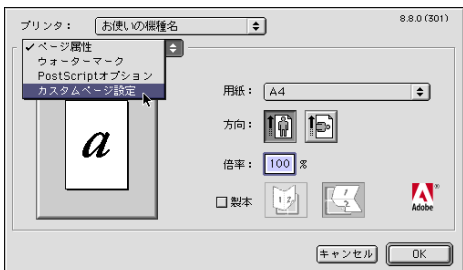 プリンタ： お使いの機種名
8.8.0 (301)
✓ページ属性
ウォーターマーク
PostScriptオプション
カスタムページ設定
用紙： A4
方向：
a
倍率： 100 %
製本
Adobe
キャンセル OK